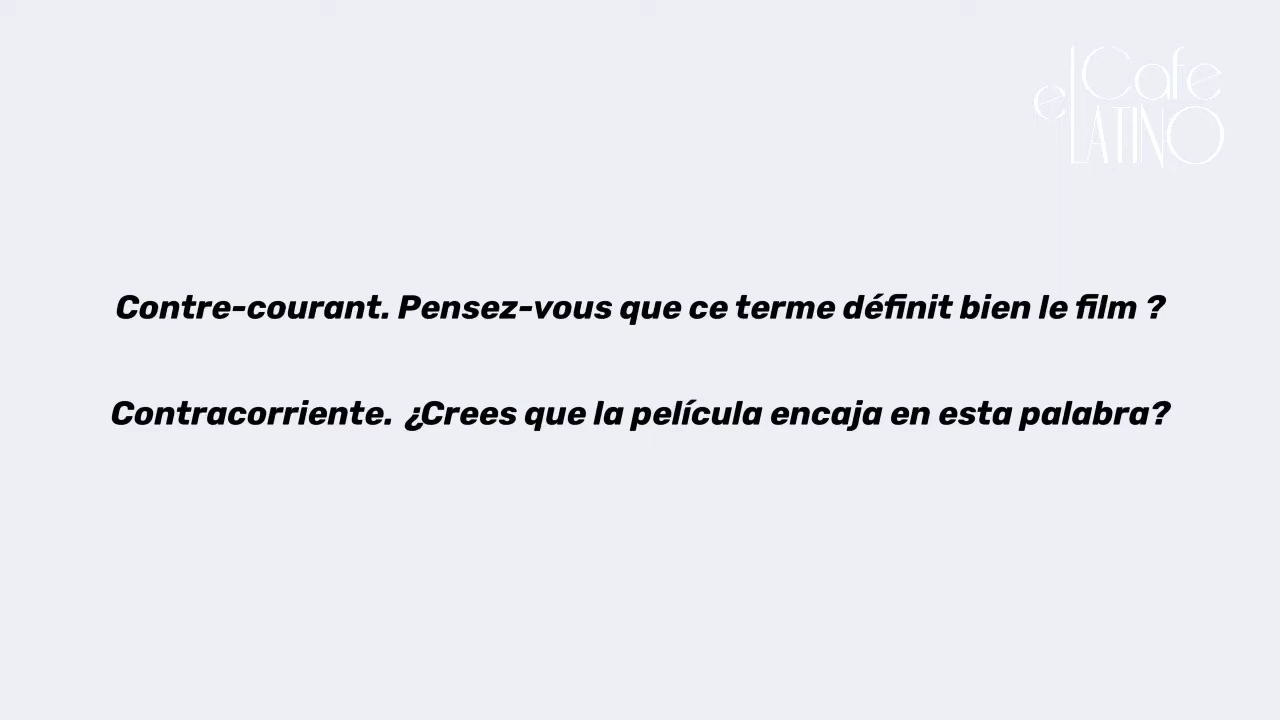 el Cafe
LATINO
Contre-courant. Pensez-vous que ce terme définit bien le film ?
Contracorriente. ¿Crees que la película encaja en esta palabra?